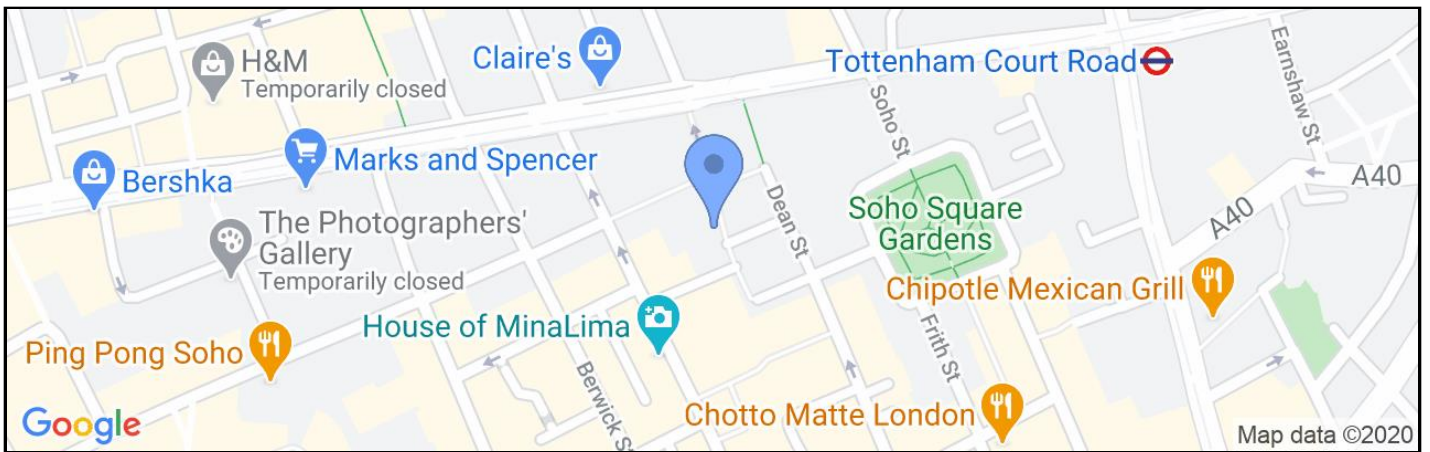 H&M
Temporarily closed
Claire's
Tottenham Court Road
Earnshaw St
Soho St
Marks and Spencer
Bershka
A40
Dean St
A40
Soho Square
Gardens
The Photographers'
Gallery
Temporarily closed
Chipotle Mexican Grill
House of MinaLima
Frith St
Ping Pong Soho
Berwick S
Chotto Matte London
Google
Map data ©2020